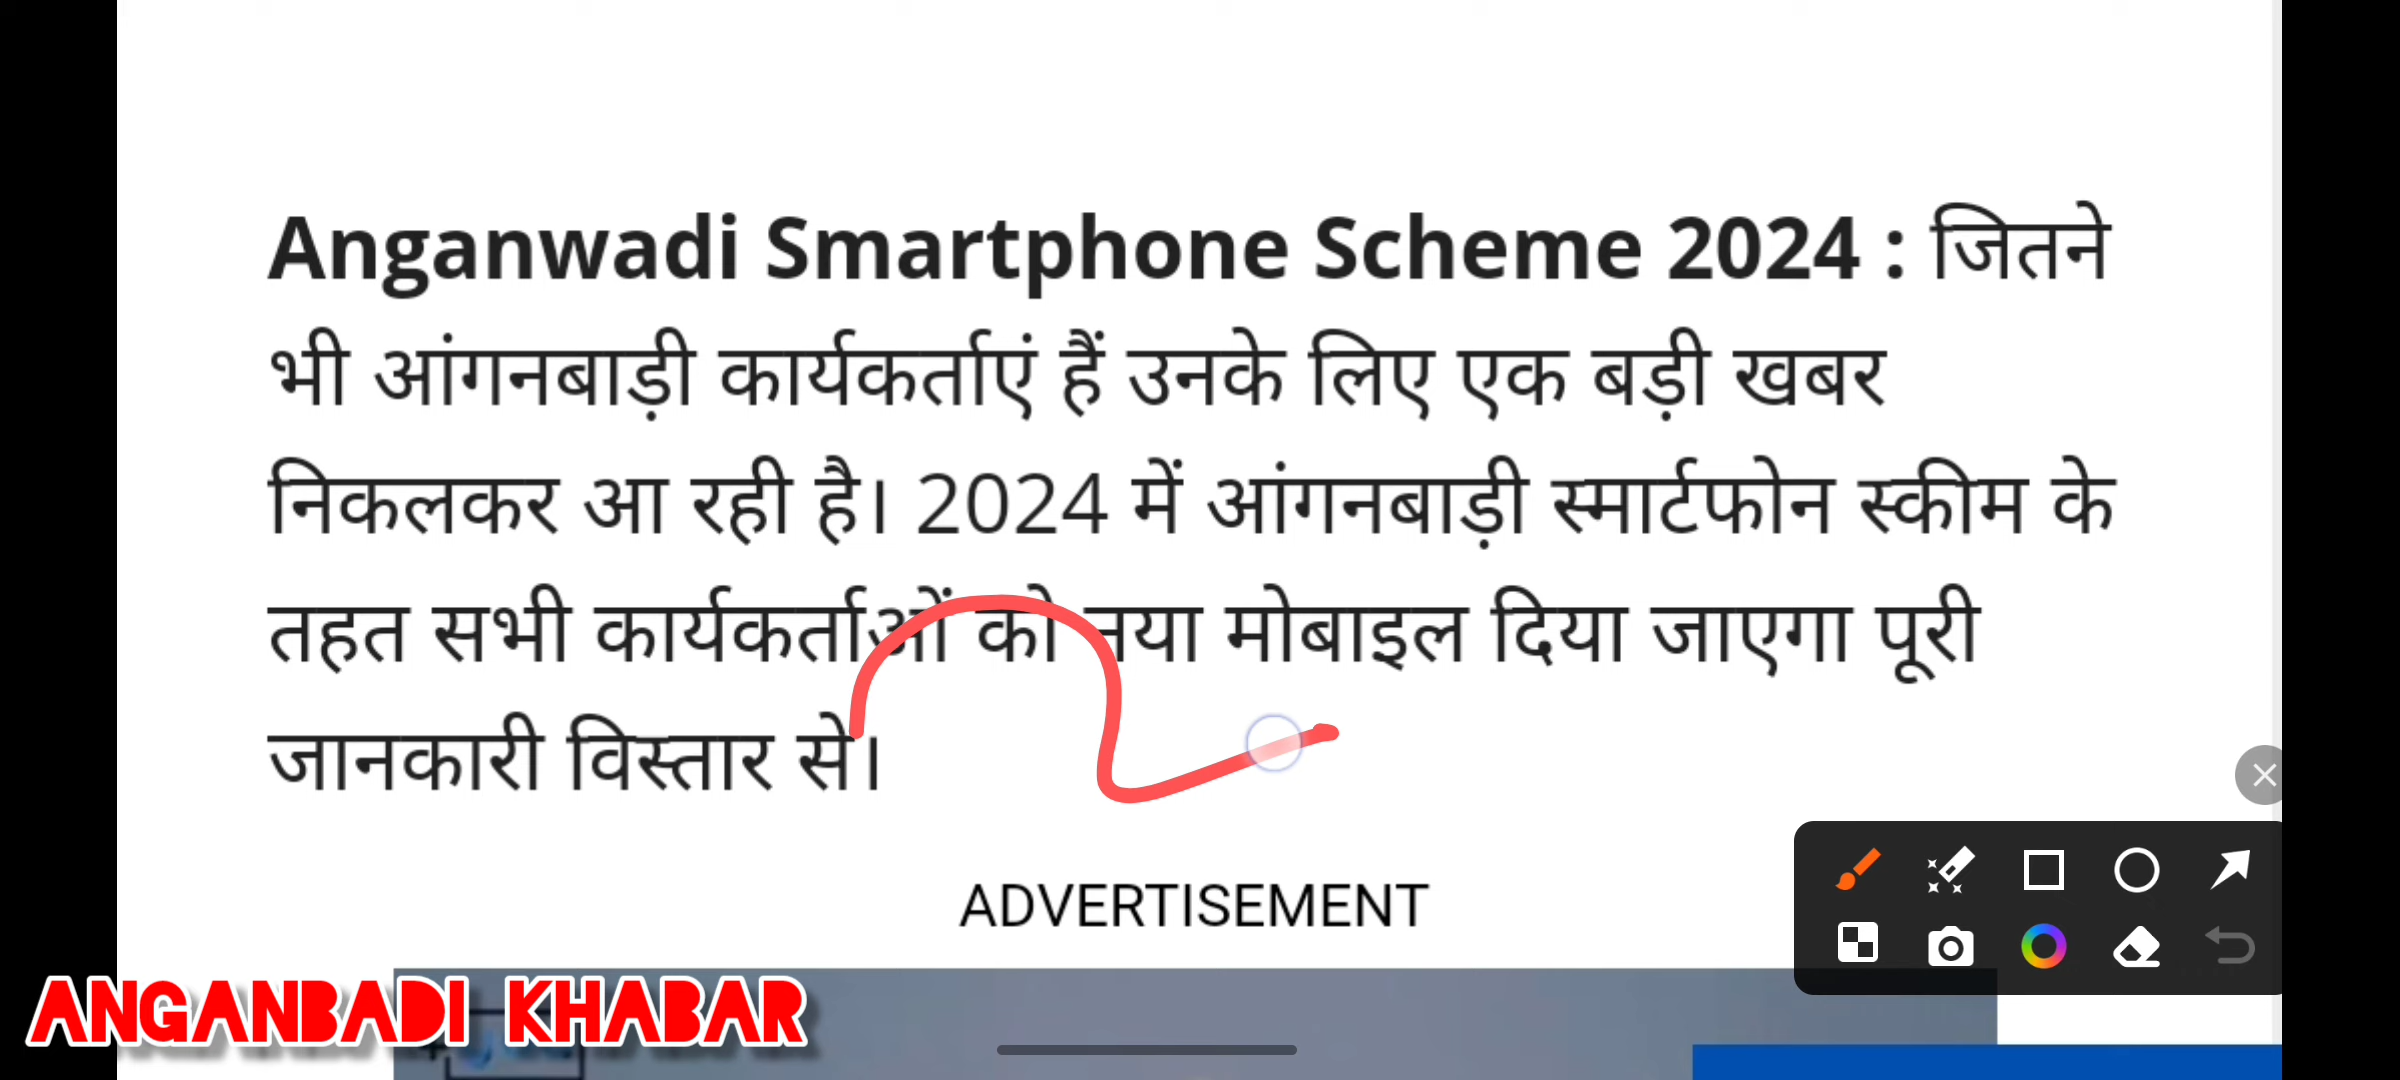 Anganwadi Smartphone Scheme 2024 : जितने
भी आंगनबाड़ी कार्यकर्ताएं हैं उनके लिए एक बड़ी खबर
निकलकर आ रही है। 2024 में आंगनबाड़ी स्मार्टफोन स्कीम के
तहत सभी कार्यकर्ताओं को नया मोबाइल दिया जाएगा पूरी
जानकारी विस्तार से।
ADVERTISEMENT
ANGANBADI KHABAR